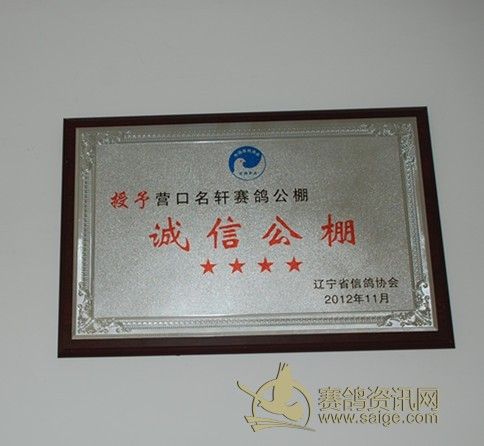 授予营口名轩赛鸽公棚
诚信公棚
★★★★
辽宁省信鸽协会
2012年11月
赛鸽资讯网
www.saige.com